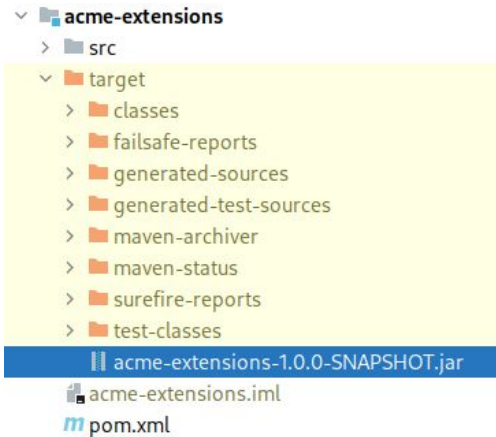 acme-extensions
src
target
classes
failsafe-reports
generated-sources
generated-test-sources
maven-archiver
maven-status
surefire-reports
test-classes
acme-extensions-1.0.0-SNAPSHOT.jar
acme-extensions.iml
m pom.xml